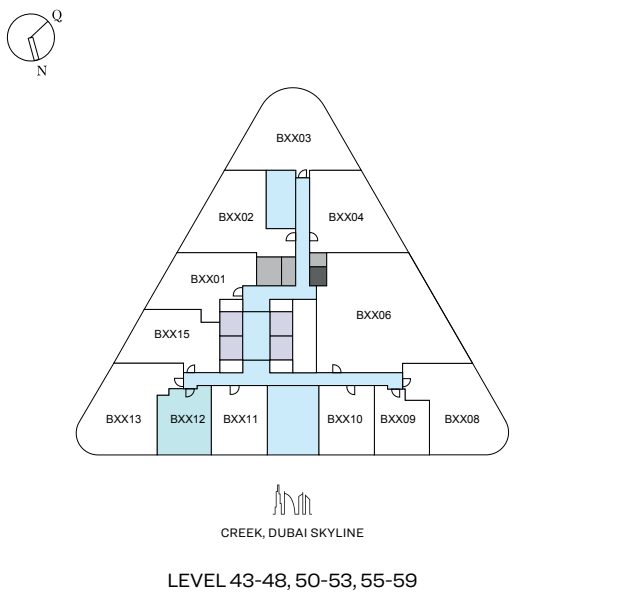 Q
N
BXX03
BXX02
BXX04
BXX01
BXX06
BXX15
BXX13
BXX12
BXX11
BXX10
BXX09
BXX08
CREEK, DUBAI SKYLINE
LEVEL 43-48, 50-53, 55-59